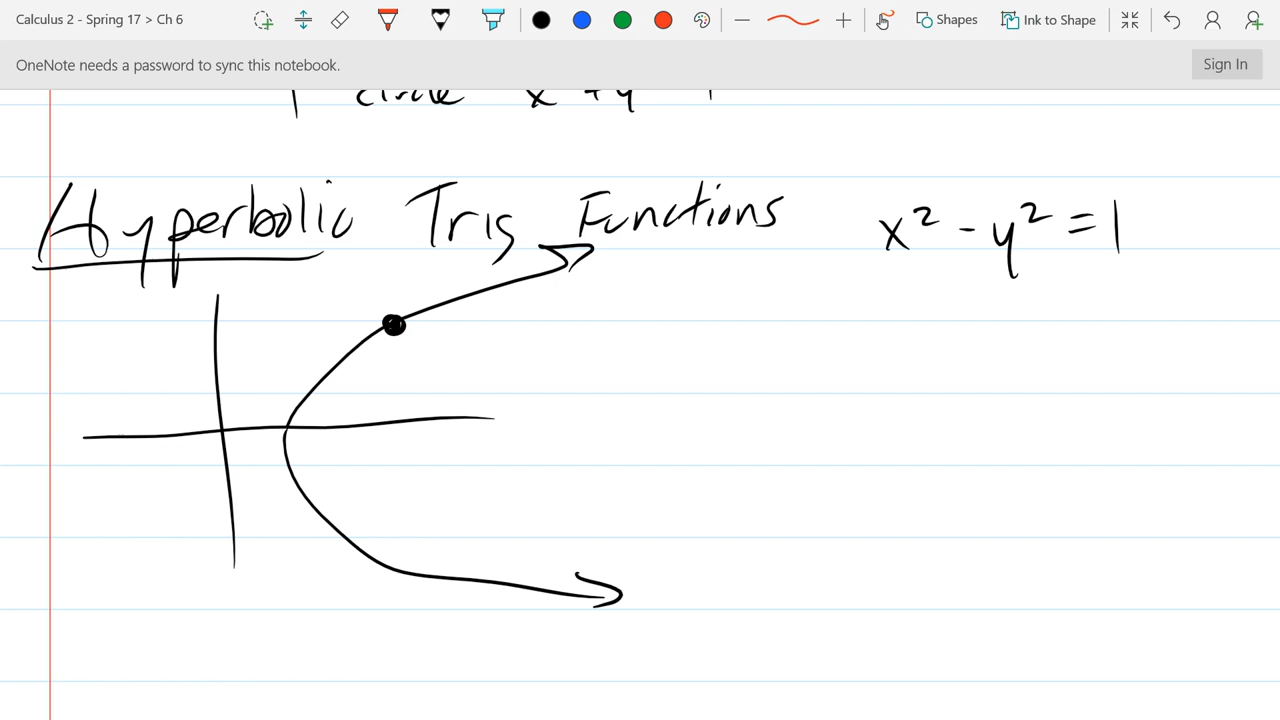 Calculus 2 - Spring 17 > Ch 6
Shapes
Ink to Shape
OneNote needs a password to sync this notebook.
Sign In
circle x + y
Hyperbolic Trig Functions x² - y² = 1